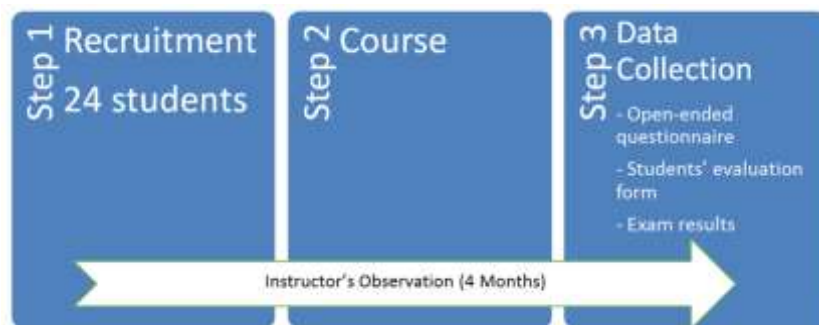 Step 1
Recruitment
24 students
Step 2
Course
Step 3
Data
Collection
- Open-ended
questionnaire
- Students' evaluation
form
- Exam results
Instructor's Observation (4 Months)